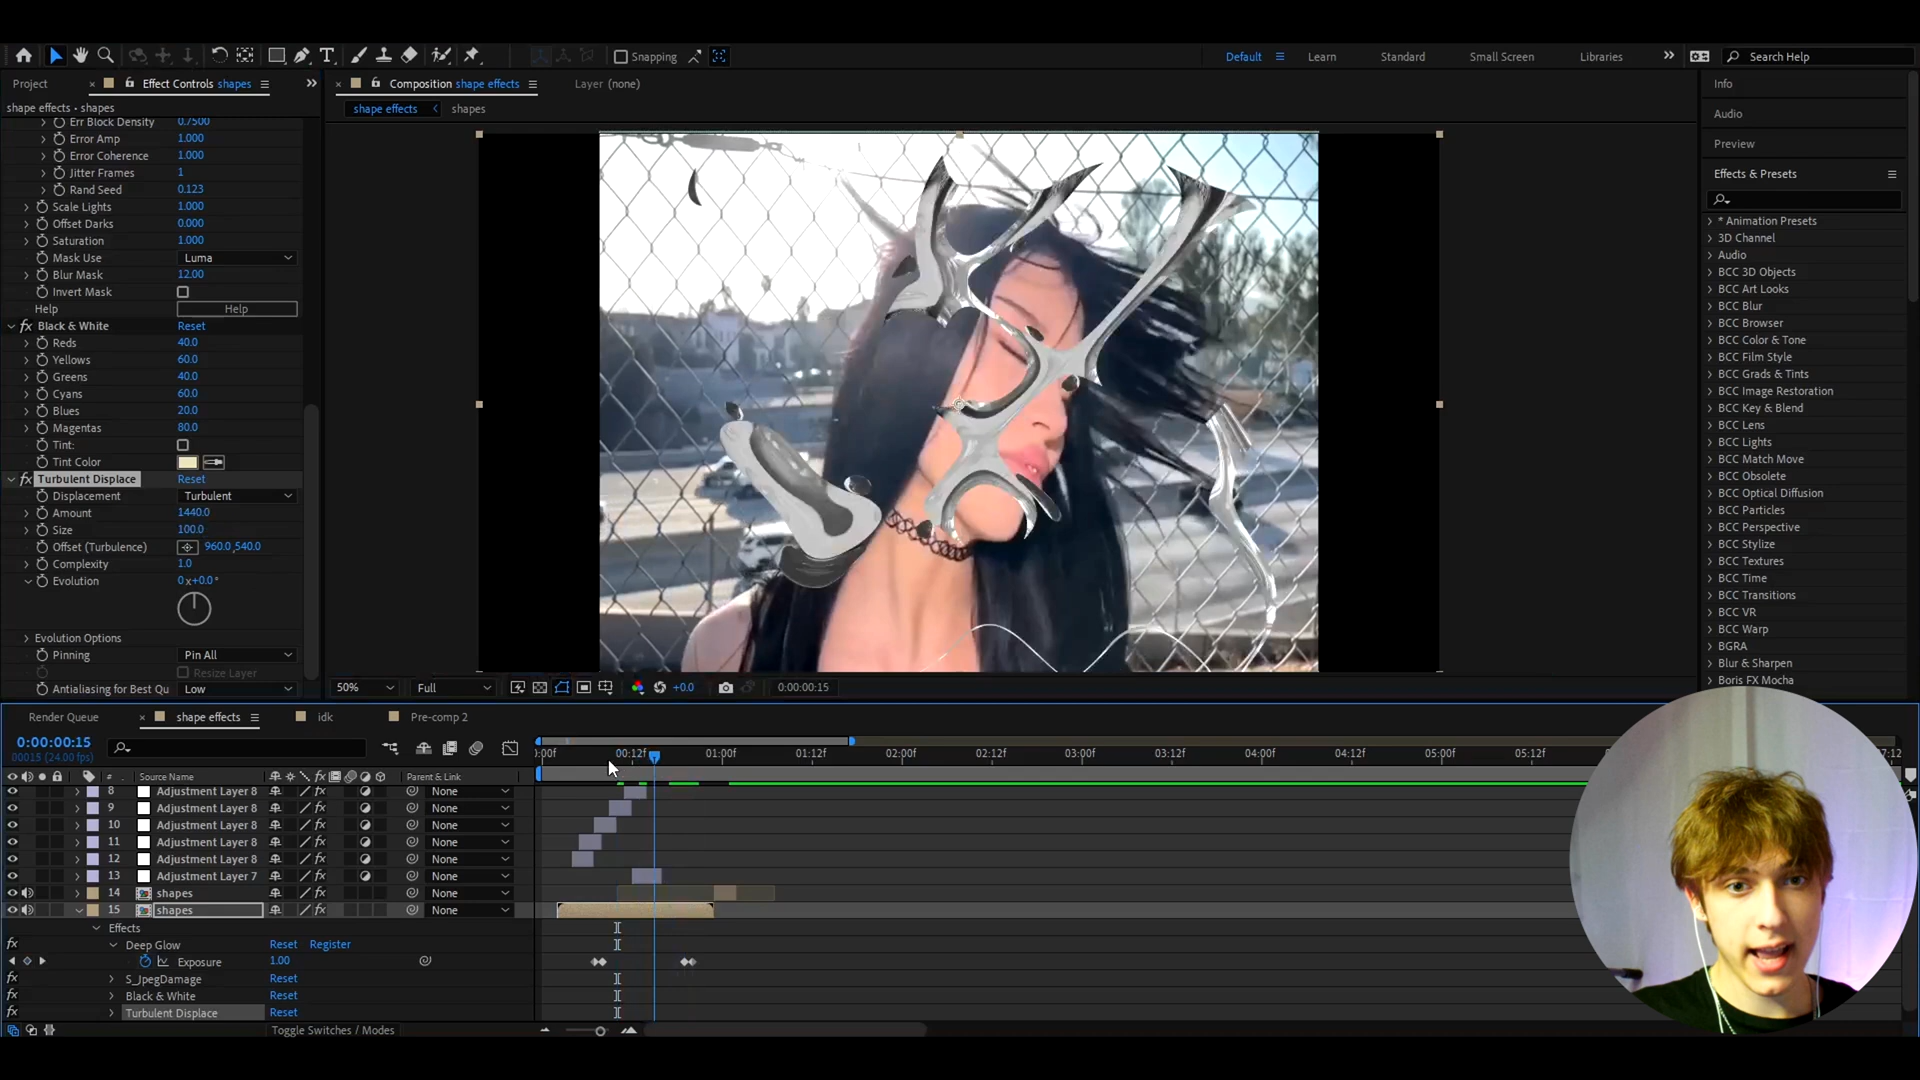 Snapping
Default
Learn
Standard
Small Screen
Libraries
Search Help
Project
Effect Controls shapes
Composition shape effects
Layer (none)
Info
shape effects • shapes
shape effects
shapes
Err Block Density 0.7500
Error Amp 1.000
Error Coherence 1.000
Jitter Frames 1
Rand Seed 0.123
Scale Lights 1.000
Offset Darks 0.000
Saturation 1.000
Mask Use Luma
Blur Mask 12.00
Invert Mask
Help Help
Black & White Reset
Reds 40.0
Yellows 60.0
Greens 40.0
Cyans 60.0
Blues 20.0
Magentas 80.0
Tint:
Tint Color
Turbulent Displace Reset
Displacement Turbulent
Amount 1440.0
Size 100.0
Offset (Turbulence) 960.0,540.0
Complexity 1.0
Evolution 0x+0.0°
Evolution Options
Pinning Pin All
Resize Layer
Antialiasing for Best Qu Low
Audio
Preview
Effects & Presets
* Animation Presets
3D Channel
Audio
BCC 3D Objects
BCC Art Looks
BCC Blur
BCC Browser
BCC Color & Tone
BCC Film Style
BCC Grads & Tints
BCC Image Restoration
BCC Key & Blend
BCC Lens
BCC Lights
BCC Match Move
BCC Obsolete
BCC Optical Diffusion
BCC Particles
BCC Perspective
BCC Stylize
BCC Textures
BCC Time
BCC Transitions
BCC VR
BCC Warp
BGRA
Blur & Sharpen
Boris FX Mocha
50%
Full
+0.0
0:00:00:15
Render Queue
shape effects
idk
Pre-comp 2
0:00:00:15
00015 (24.00 fps)
:00f 00:12f 01:00f 01:12f 02:00f 02:12f 03:00f 03:12f 04:00f 04:12f 05:00f 05:12f 7:12
# Source Name fx Parent & Link
8 Adjustment Layer 8 fx None
9 Adjustment Layer 8 fx None
10 Adjustment Layer 8 fx None
11 Adjustment Layer 8 fx None
12 Adjustment Layer 8 fx None
13 Adjustment Layer 7 fx None
14 shapes fx None
15 shapes fx None
Effects
fx Deep Glow Reset Register
Exposure 1.00
fx S_JpegDamage Reset
fx Black & White Reset
fx Turbulent Displace Reset
Toggle Switches / Modes